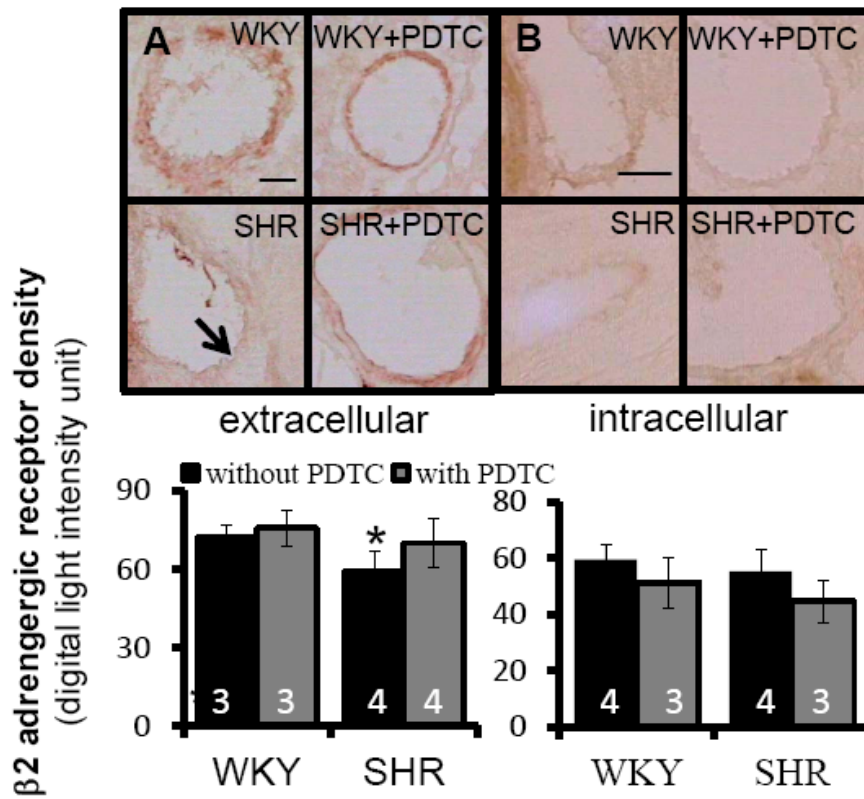 A WKY WKY+PDTC B WKY WKY+PDTC
SHR SHR+PDTC SHR SHR+PDTC
extracellular intracellular
β2 adrengergic receptor density
(digital light intensity unit)
without PDTC with PDTC
90
60
30
0
*
*
3 3 4 4
WKY SHR
80
60
40
20
0
4 3 4 3
WKY SHR